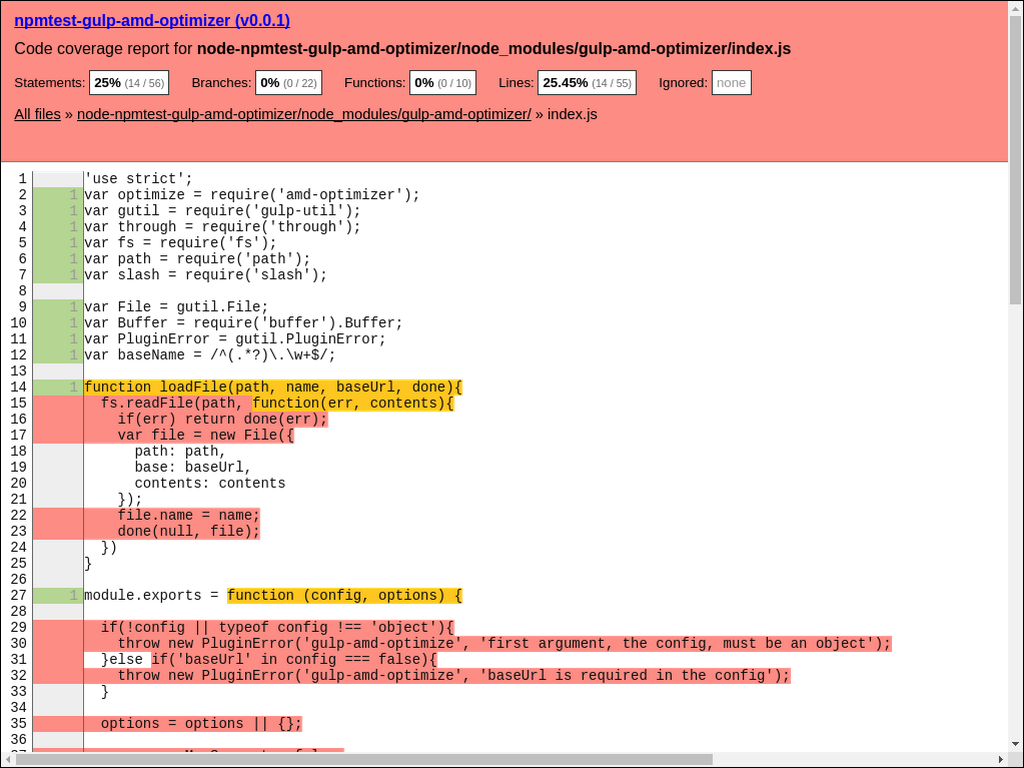 npmtest-gulp-amd-optimizer (v0.0.1)
Code coverage report for node-npmtest-gulp-amd-optimizer/node_modules/gulp-amd-optimizer/index.js
Statements: 25% (14 / 56) Branches: 0% (0 / 22) Functions: 0% (0 / 10) Lines: 25.45% (14 / 55) Ignored: none
All files » node-npmtest-gulp-amd-optimizer/node_modules/gulp-amd-optimizer/ » index.js
1 'use strict';
2 1 var optimize = require('amd-optimizer');
3 1 var gutil = require('gulp-util');
4 1 var through = require('through');
5 1 var fs = require('fs');
6 1 var path = require('path');
7 1 var slash = require('slash');
8
9 1 var File = gutil.File;
10 1 var Buffer = require('buffer').Buffer;
11 1 var PluginError = gutil.PluginError;
12 1 var baseName = /^(.*?)\.\w+$/;
13
14 1 function loadFile(path, name, baseUrl, done){
15 fs.readFile(path, function(err, contents){
16 if(err) return done(err);
17 var file = new File({
18 path: path,
19 base: baseUrl,
20 contents: contents
21 });
22 file.name = name;
23 done(null, file);
24 })
25 }
26
27 1 module.exports = function (config, options) {
28
29 if(!config || typeof config !== 'object'){
30 throw new PluginError('gulp-amd-optimize', 'first argument, the config, must be an object');
31 }else if('baseUrl' in config === false){
32 throw new PluginError('gulp-amd-optimize', 'baseUrl is required in the config');
33 }
34
35 options = options || {};
36